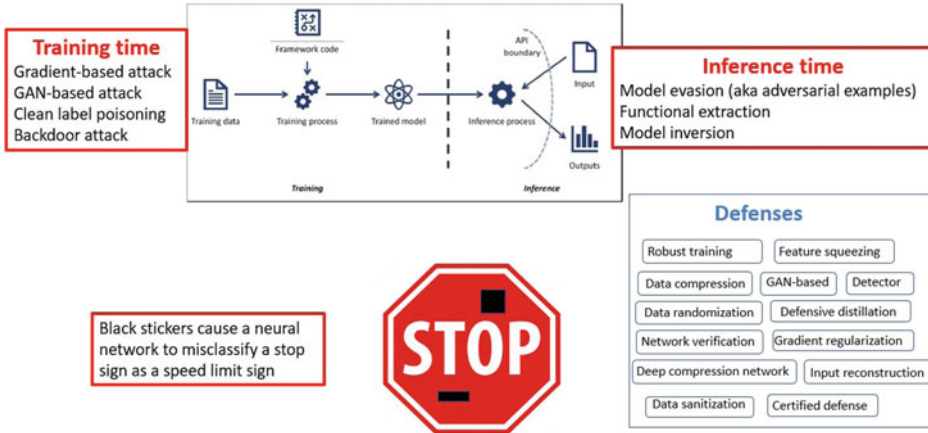 Training time
Gradient-based attack
GAN-based attack
Clean label poisoning
Backdoor attack
Framework code
Training data
Training process
Trained model
Training
API
boundary
Input
Inference process
Outputs
Inference
Inference time
Model evasion (aka adversarial examples)
Functional extraction
Model inversion
Black stickers cause a neural
network to misclassify a stop
sign as a speed limit sign
STOP
Defenses
Robust training
Feature squeezing
Data compression
GAN-based
Detector
Data randomization
Defensive distillation
Network verification
Gradient regularization
Deep compression network
Input reconstruction
Data sanitization
Certified defense